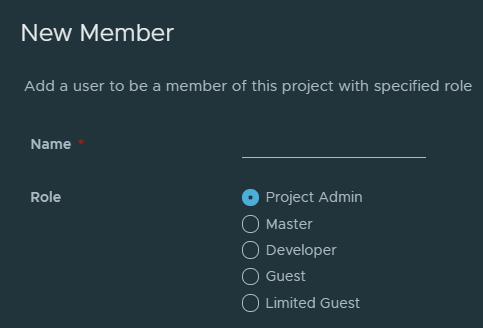 New Member
Add a user to be a member of this project with specified role
Name *
Role
Project Admin
Master
Developer
Guest
Limited Guest